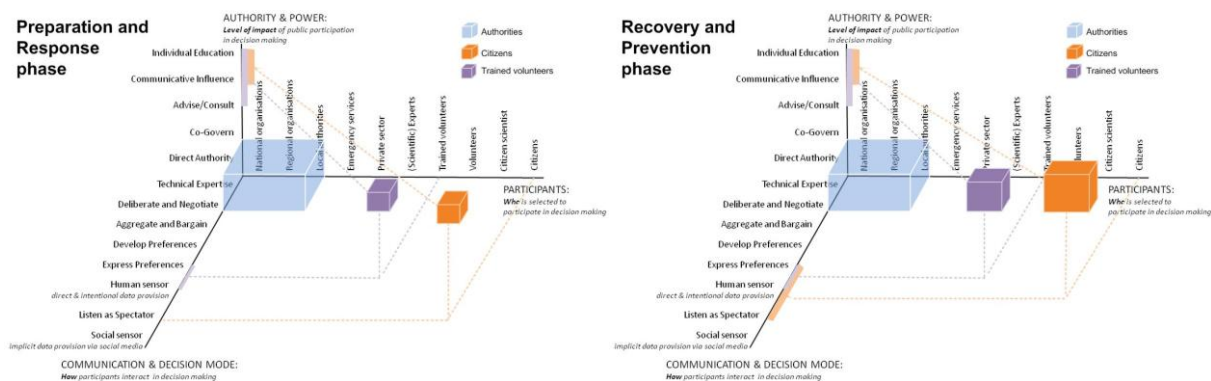 Preparation and
Response
phase
AUTHORITY & POWER:
Level of impact of public participation
in decision making
Authorities
Citizens
Trained volunteers
Individual Education
Communicative Influence
Advise/Consult
Co-Govern
Direct Authority
Technical Expertise
Deliberate and Negotiate
Aggregate and Bargain
Develop Preferences
Express Preferences
Human sensor
direct & intentional data provision
Listen as Spectator
Social sensor
implicit data provision via social media
National organisations
Regional organisations
Local authorities
Emergency services
Private sector
(Scientific) Experts
Trained volunteers
Volunteers
Citizen scientist
Citizens
PARTICIPANTS:
Who is selected to
participate in decision making
COMMUNICATION & DECISION MODE:
How participants interact in decision making
Recovery and
Prevention
phase
AUTHORITY & POWER:
Level of impact of public participation
in decision making
Authorities
Citizens
Trained volunteers
Individual Education
Communicative Influence
Advise/Consult
Co-Govern
Direct Authority
Technical Expertise
Deliberate and Negotiate
Aggregate and Bargain
Develop Preferences
Express Preferences
Human sensor
direct & intentional data provision
Listen as Spectator
Social sensor
implicit data provision via social media
National organisations
Regional organisations
Local authorities
Emergency services
Private sector
(Scientific) Experts
Trained volunteers
Volunteers
Citizen scientist
Citizens
PARTICIPANTS:
Who is selected to
participate in decision making
COMMUNICATION & DECISION MODE:
How participants interact in decision making